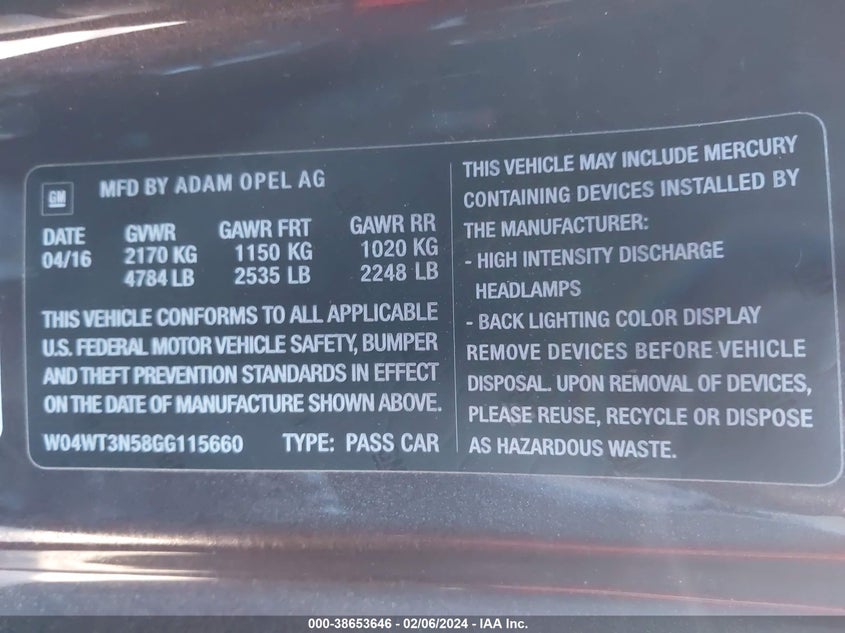 GM
MFD BY ADAM OPEL AG
DATE GVWR GAWR FRT GAWR RR
04/16 2170 KG 1150 KG 1020 KG
4784 LB 2535 LB 2248 LB
THIS VEHICLE CONFORMS TO ALL APPLICABLE
U.S. FEDERAL MOTOR VEHICLE SAFETY, BUMPER
AND THEFT PREVENTION STANDARDS IN EFFECT
ON THE DATE OF MANUFACTURE SHOWN ABOVE.
W04WT3N58GG115660 TYPE: PASS CAR
THIS VEHICLE MAY INCLUDE MERCURY
CONTAINING DEVICES INSTALLED BY
THE MANUFACTURER:
- HIGH INTENSITY DISCHARGE
HEADLAMPS
- BACK LIGHTING COLOR DISPLAY
REMOVE DEVICES BEFORE VEHICLE
DISPOSAL. UPON REMOVAL OF DEVICES,
PLEASE REUSE, RECYCLE OR DISPOSE
AS HAZARDOUS WASTE.
000-38653646 - 02/06/2024 - IAA Inc.